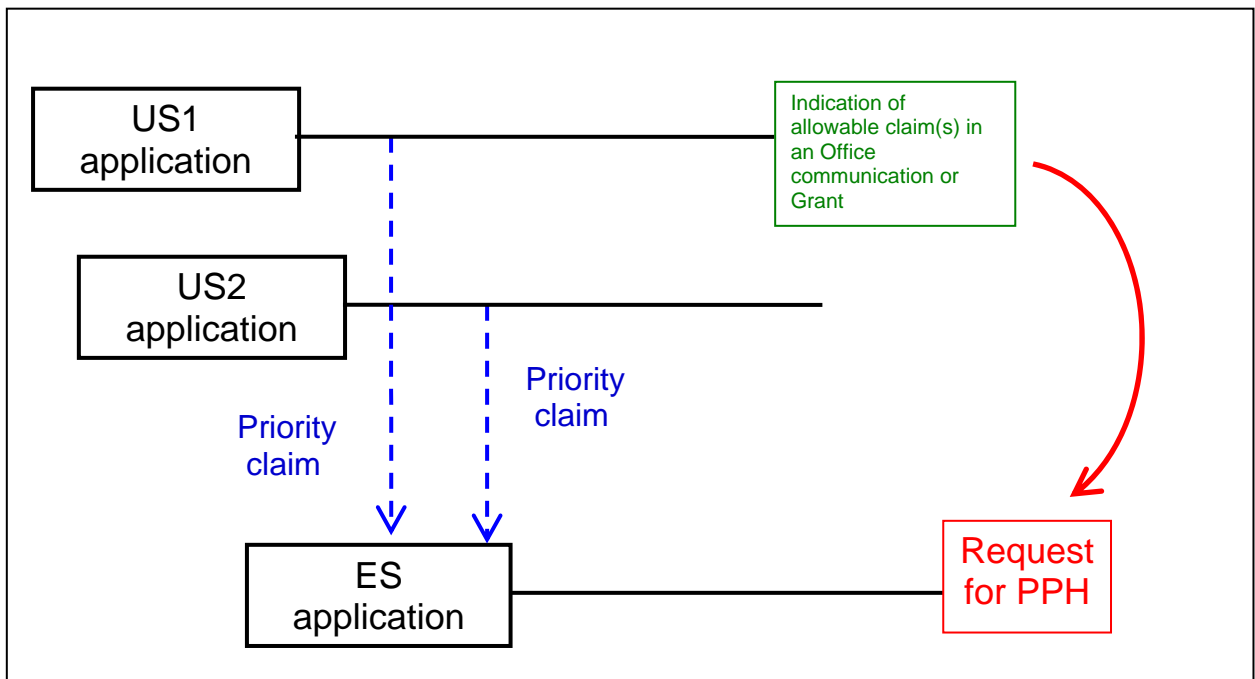 US1
application
Indication of
allowable claim(s) in
an Office
communication or
Grant
US2
application
Priority
claim
Priority
claim
ES
application
Request
for PPH